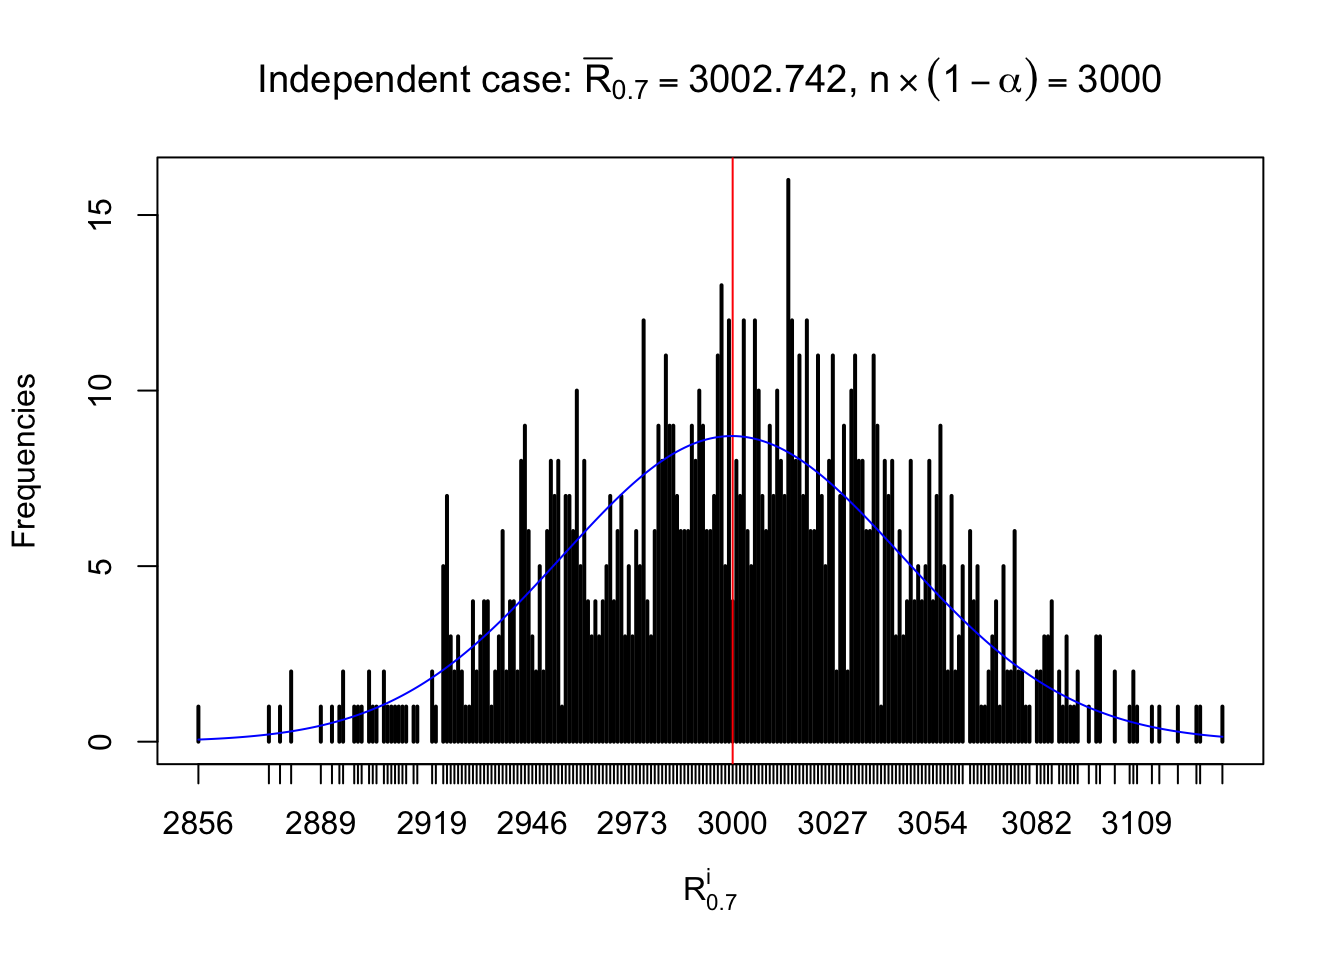 Independent case: R̅₀.₇ = 3002.742, n × (1 − α) = 3000
15
10
5
0
Frequencies
2856 2889 2919 2946 2973 3000 3027 3054 3082 3109
Rⁱ₀.₇